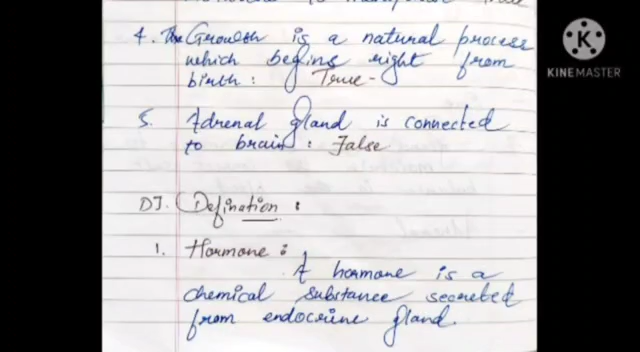 4. The Growth is a natural process
which begins right from
birth : True -
5. Adrenal gland is connected
to brain : False
D]. Defination :
1. Hormone :
A hormone is a
chemical substance secreted
from endocrine gland.
K
KINEMASTER